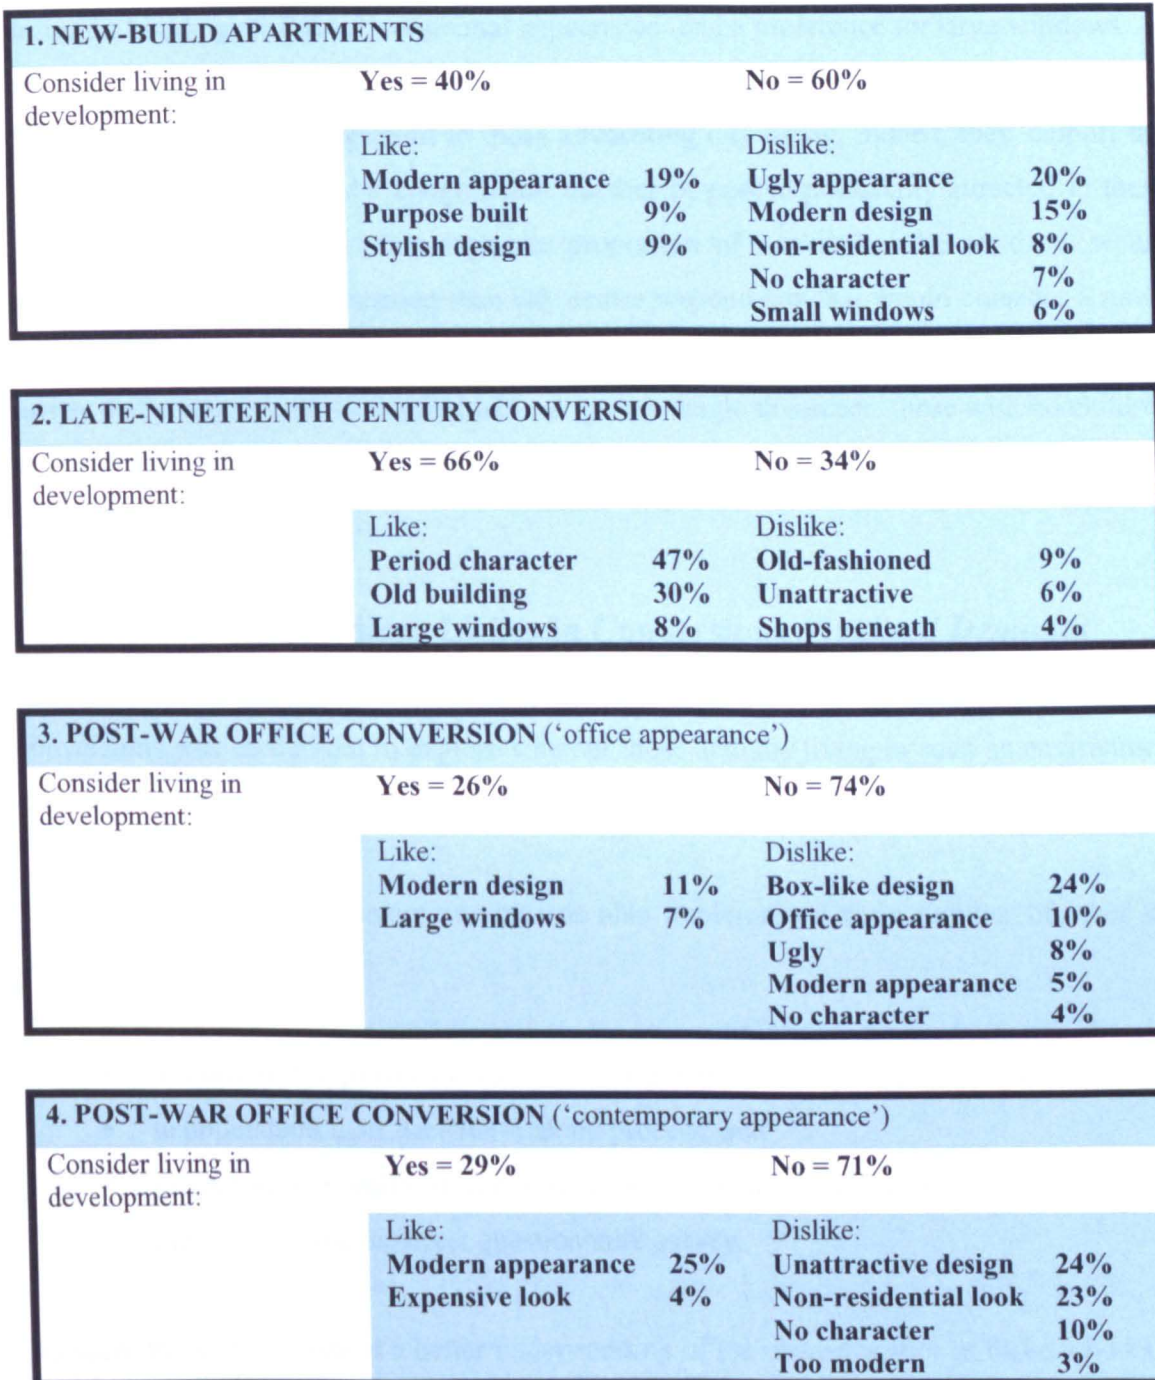 1. NEW-BUILD APARTMENTS
Consider living in development:
Yes = 40%
No = 60%
Like:
Modern appearance 19%
Purpose built 9%
Stylish design 9%
Dislike:
Ugly appearance 20%
Modern design 15%
Non-residential look 8%
No character 7%
Small windows 6%
2. LATE-NINETEENTH CENTURY CONVERSION
Consider living in development:
Yes = 66%
No = 34%
Like:
Period character 47%
Old building 30%
Large windows 8%
Dislike:
Old-fashioned 9%
Unattractive 6%
Shops beneath 4%
3. POST-WAR OFFICE CONVERSION (‘office appearance’)
Consider living in development:
Yes = 26%
No = 74%
Like:
Modern design 11%
Large windows 7%
Dislike:
Box-like design 24%
Office appearance 10%
Ugly 8%
Modern appearance 5%
No character 4%
4. POST-WAR OFFICE CONVERSION (‘contemporary appearance’)
Consider living in development:
Yes = 29%
No = 71%
Like:
Modern appearance 25%
Expensive look 4%
Dislike:
Unattractive design 24%
Non-residential look 23%
No character 10%
Too modern 3%